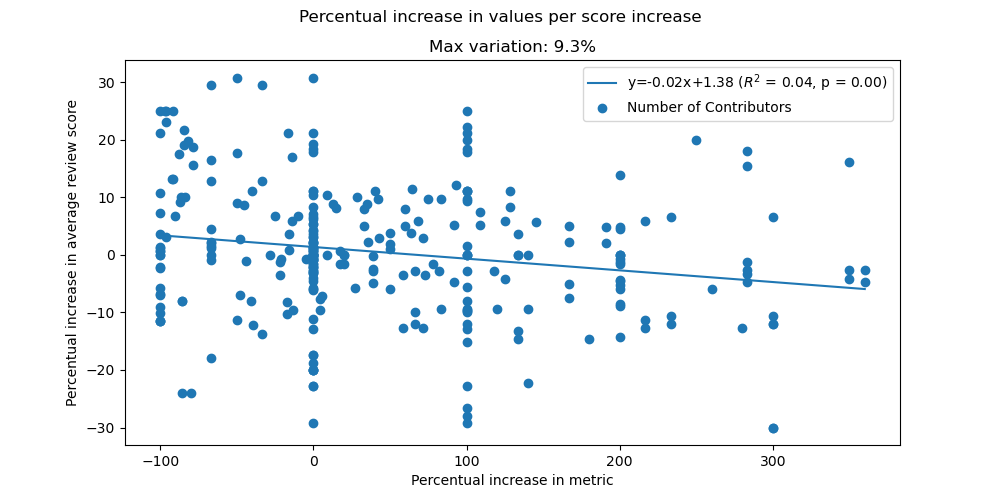 Percentual increase in values per score increase
Max variation: 9.3%
y=-0.02x+1.38 (R² = 0.04, p = 0.00)
Number of Contributors
Percentual increase in average review score
30
20
10
0
−10
−20
−30
−100
0
100
200
300
Percentual increase in metric